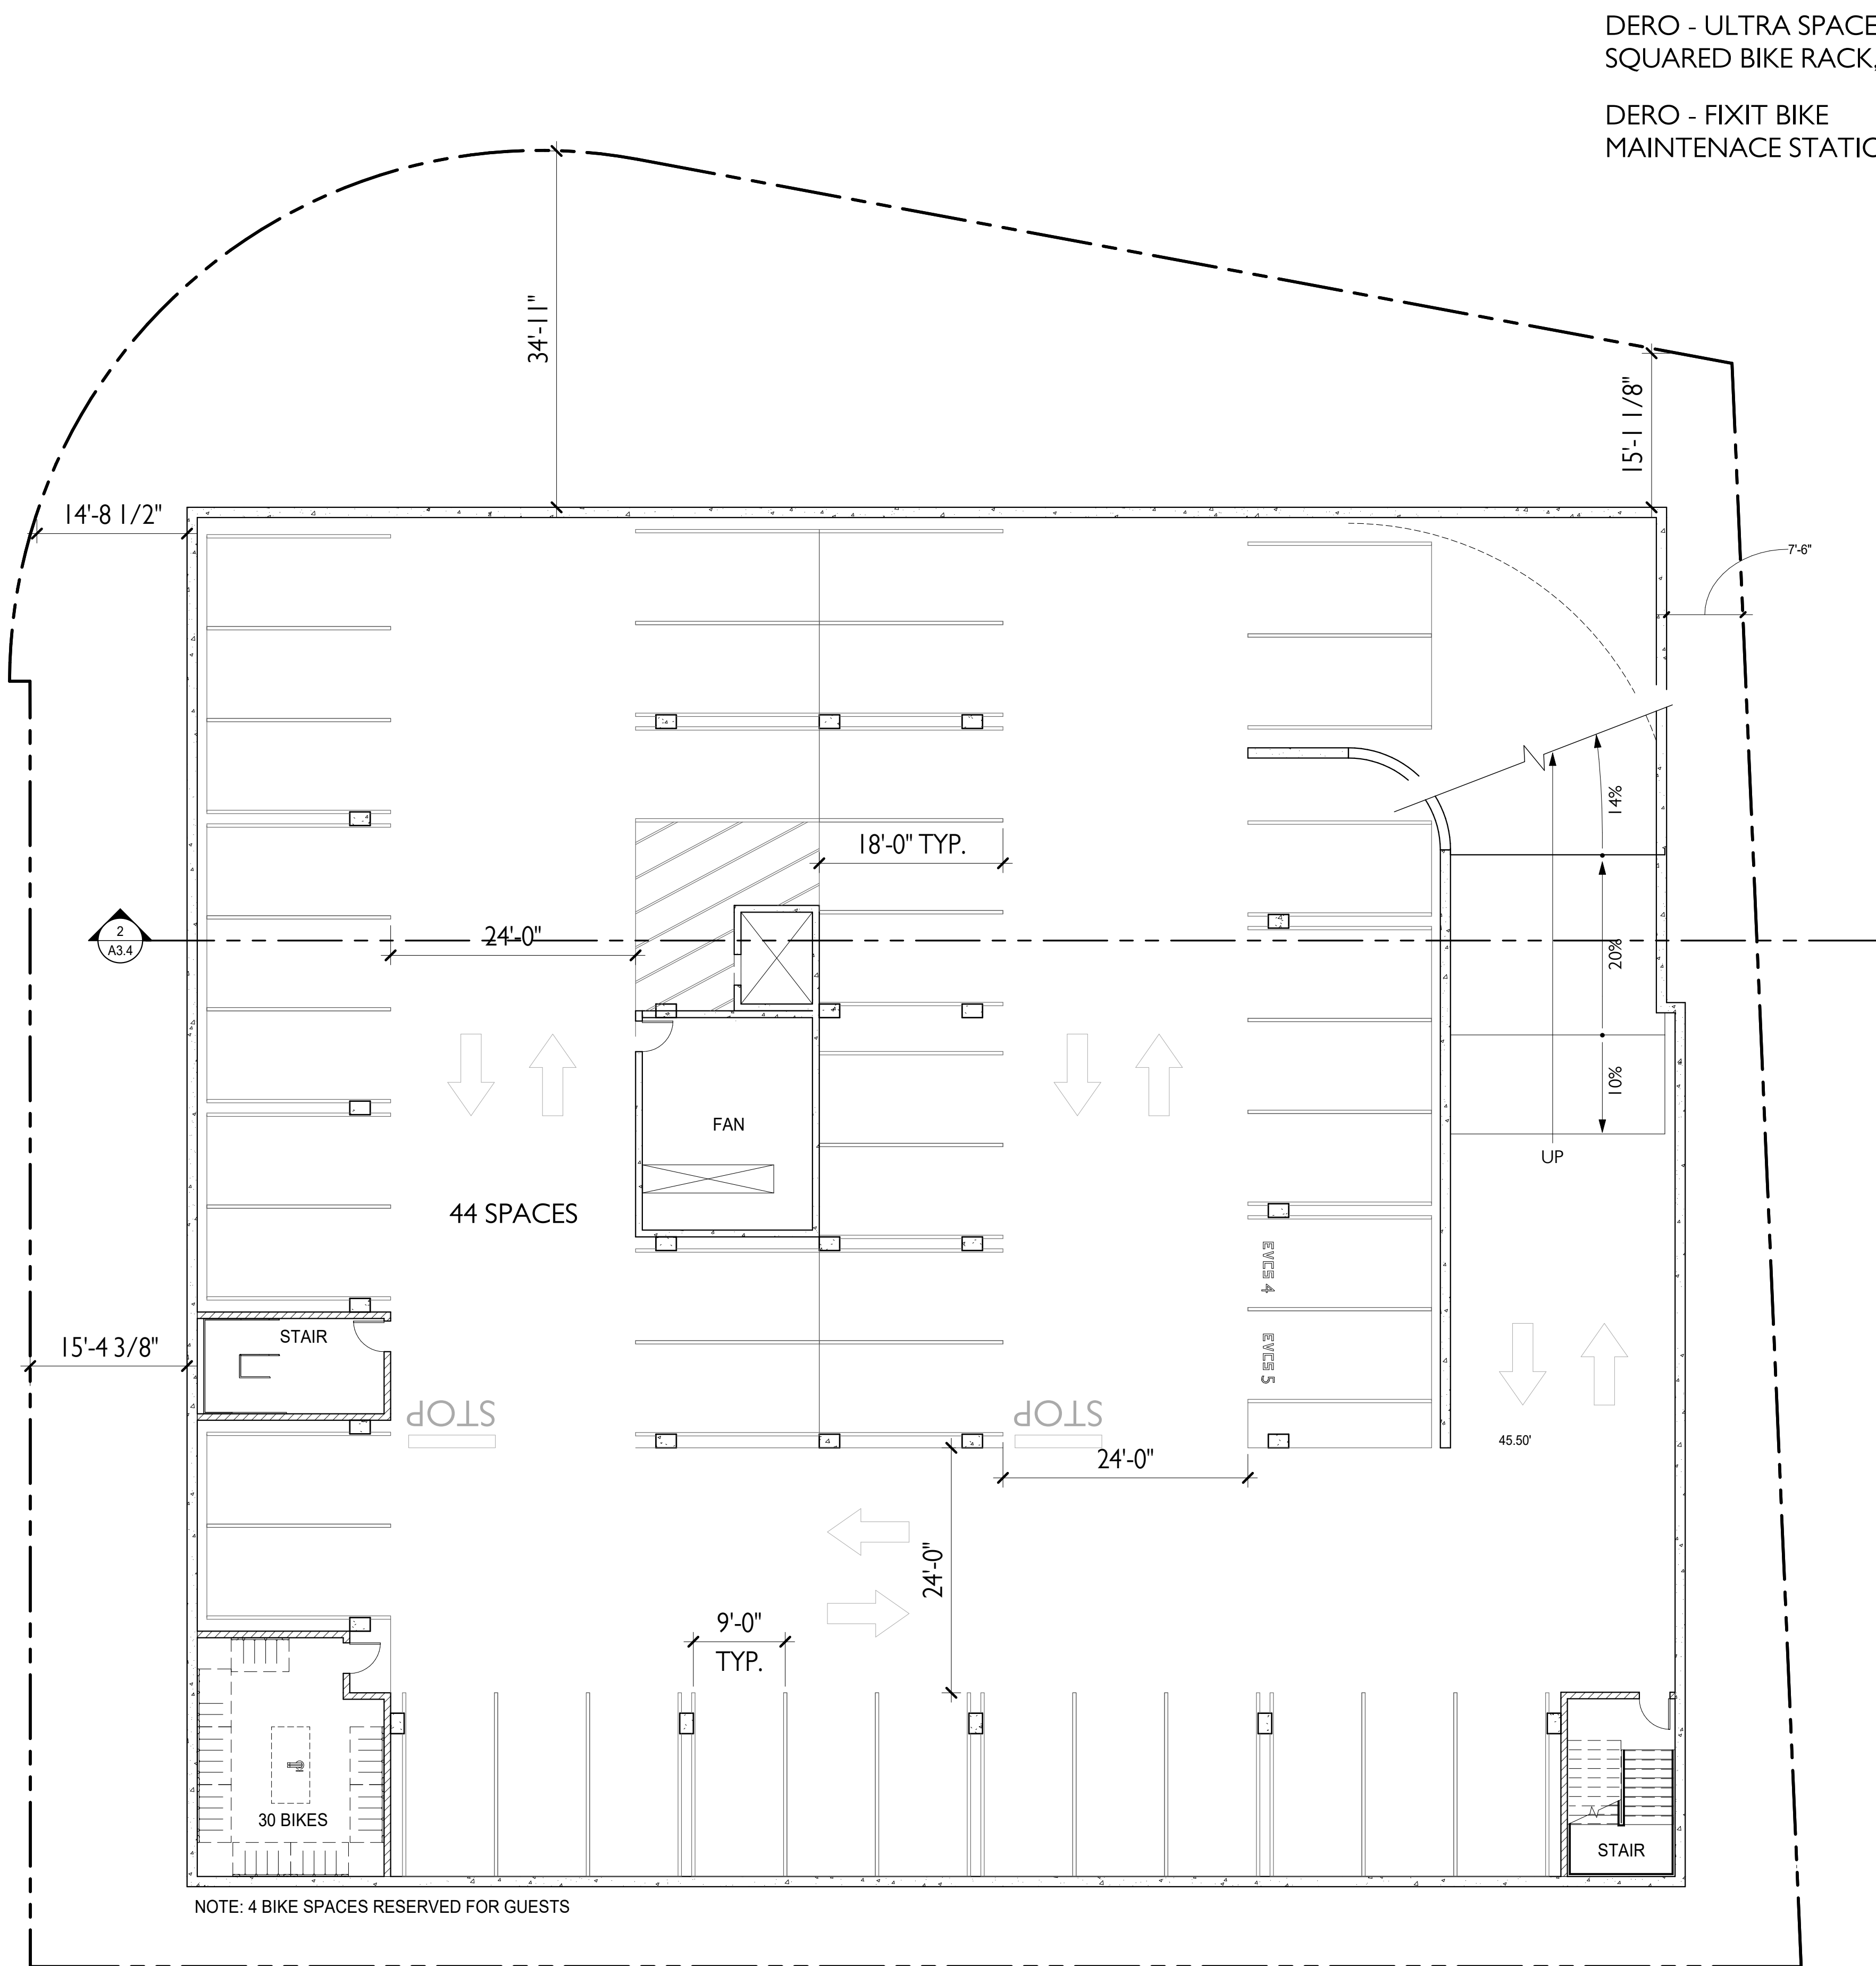 DERO - ULTRA SPACE
SQUARED BIKE RACK,
DERO - FIXIT BIKE
MAINTENACE STATIO
34'-11"
15'-1 1/8"
14'-8 1/2"
7'-6"
14%
18'-0" TYP.
2
A3.4
24'-0"
20%
10%
FAN
UP
44 SPACES
EVCS 4
STAIR
15'-4 3/8"
EVCS 5
STOP
STOP
45.50'
24'-0"
24'-0"
9'-0"
TYP.
30 BIKES
STAIR
NOTE: 4 BIKE SPACES RESERVED FOR GUESTS